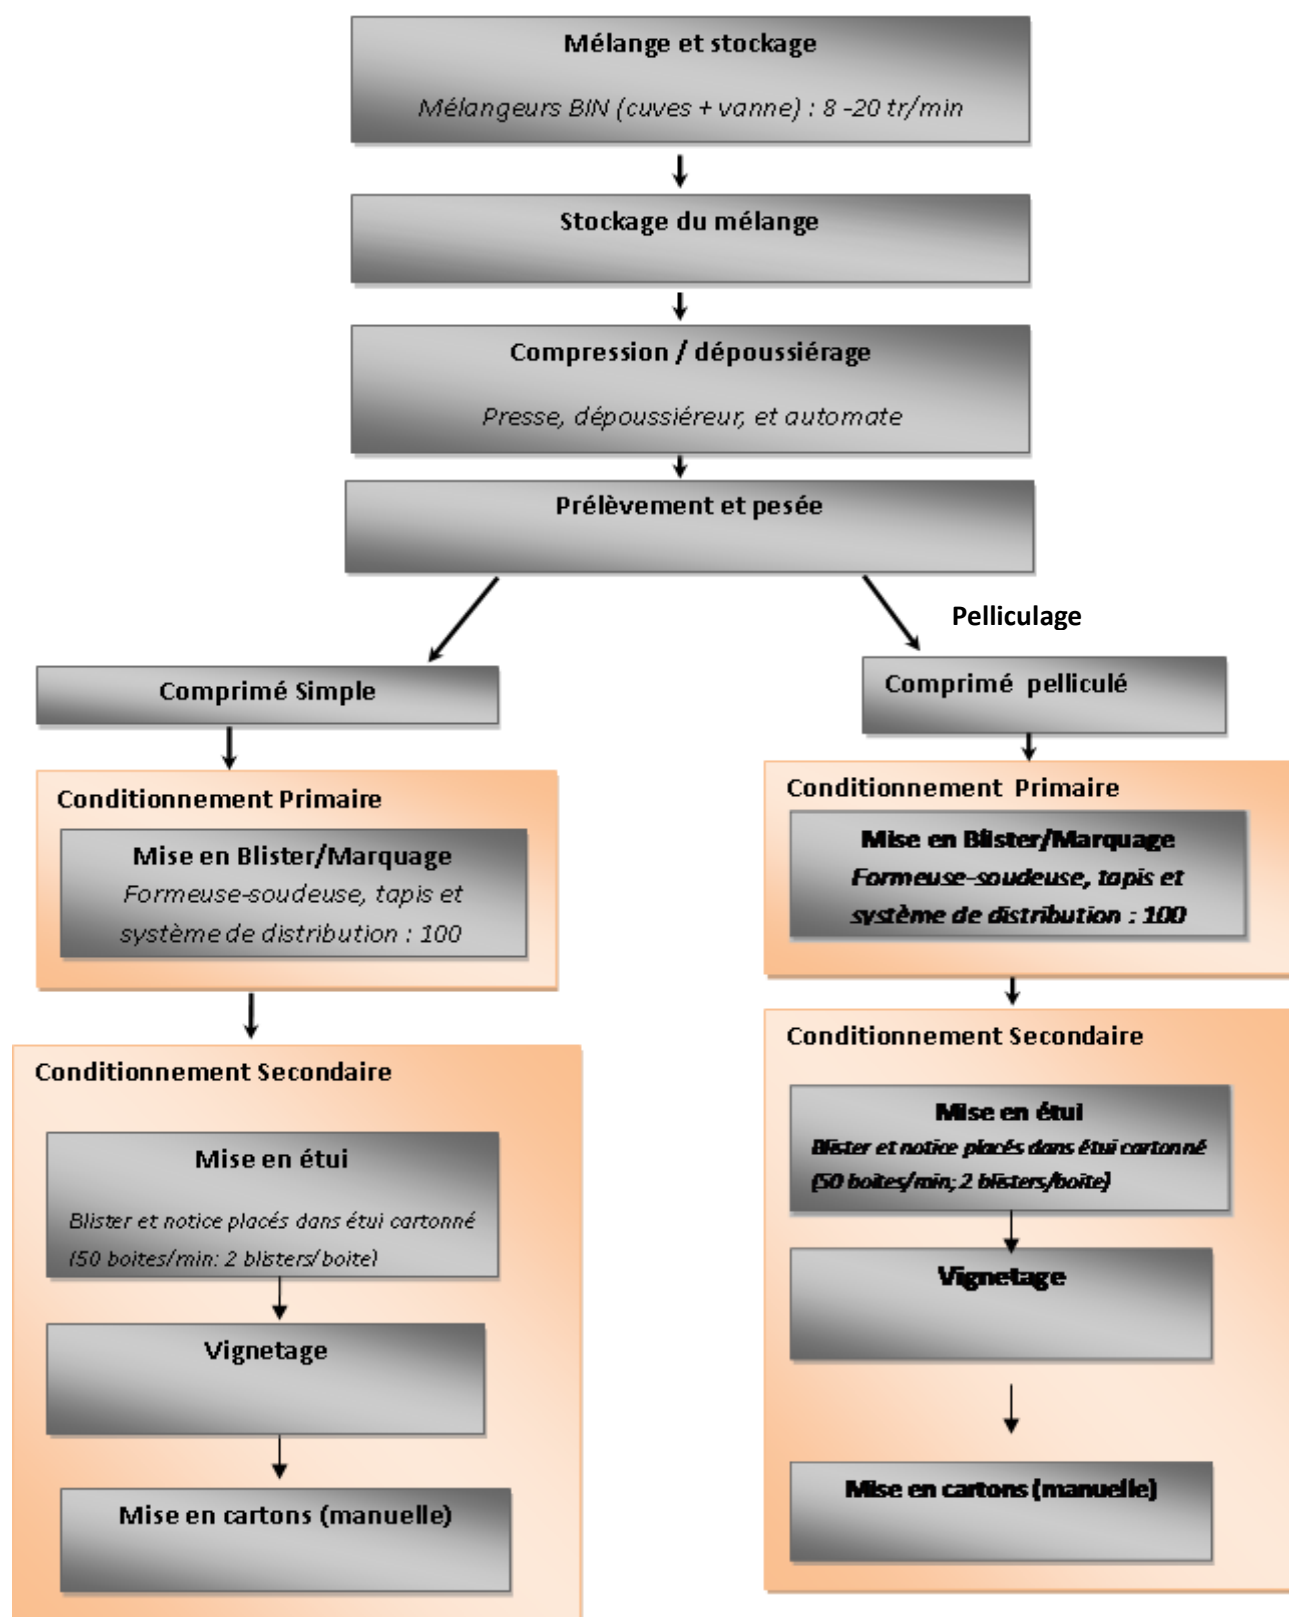 Mélange et stockage
Mélangeurs BIN (cuves + vanne) : 8 -20 tr/min
Stockage du mélange
Compression / dépoussiérage
Presse, dépoussiéreur, et automate
Prélèvement et pesée
Pelliculage
Comprimé Simple
Conditionnement Primaire
Mise en Blister/Marquage
Formeuse-soudeuse, tapis et
système de distribution : 100
Conditionnement Secondaire
Mise en étui
Blister et notice placés dans étui cartonné
(50 boites/min: 2 blisters/boite)
Vignetage
Mise en cartons (manuelle)
Comprimé pelliculé
Conditionnement Primaire
Mise en Blister/Marquage
Formeuse-soudeuse, tapis et
système de distribution : 100
Conditionnement Secondaire
Mise en étui
Blister et notice placés dans étui cartonné
(50 boites/min; 2 blisters/boite)
Vignetage
Mise en cartons (manuelle)